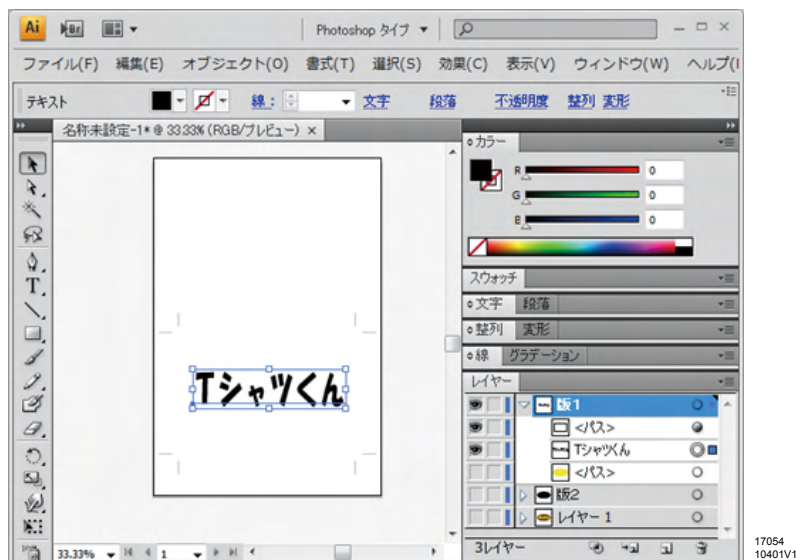 Ai Br Photoshop タイプ
ファイル(F) 編集(E) オブジェクト(O) 書式(T) 選択(S) 効果(C) 表示(V) ウィンドウ(W) ヘルプ(
テキスト 線: 文字 段落 不透明度 整列 変形
名称未設定-1* @ 33.33% (RGB/プレビュー) ×
カラー
R 0
G 0
B 0
スウォッチ
文字 段落
整列 変形
線 グラデーション
レイヤー
版1
<パス>
Tシャツくん
<パス>
版2
レイヤー 1
Tシャツくん
33.33% 1 3レイヤー
17054
10401V1